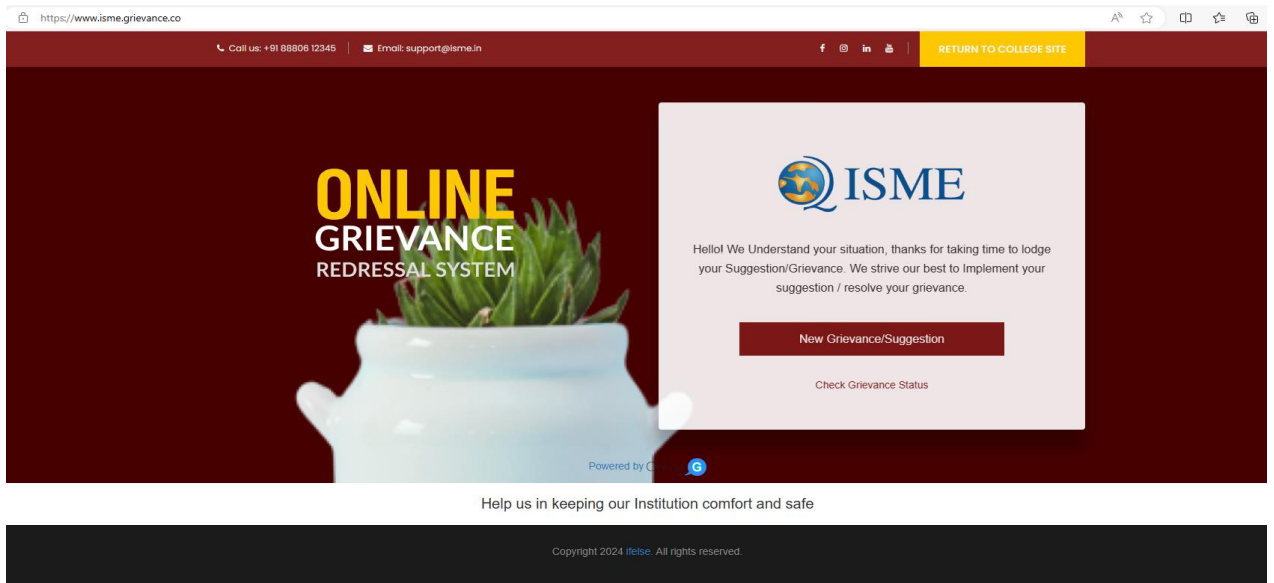 https://www.isme.grievance.co
Call us: +91 88806 12345 Email: support@isme.in RETURN TO COLLEGE SITE
ONLINE
GRIEVANCE
REDRESSAL SYSTEM
ISME
Hello! We Understand your situation, thanks for taking time to lodge
your Suggestion/Grievance. We strive our best to Implement your
suggestion / resolve your grievance.
New Grievance/Suggestion
Check Grievance Status
Powered by G
Help us in keeping our Institution comfort and safe
Copyright 2024 ifelse. All rights reserved.